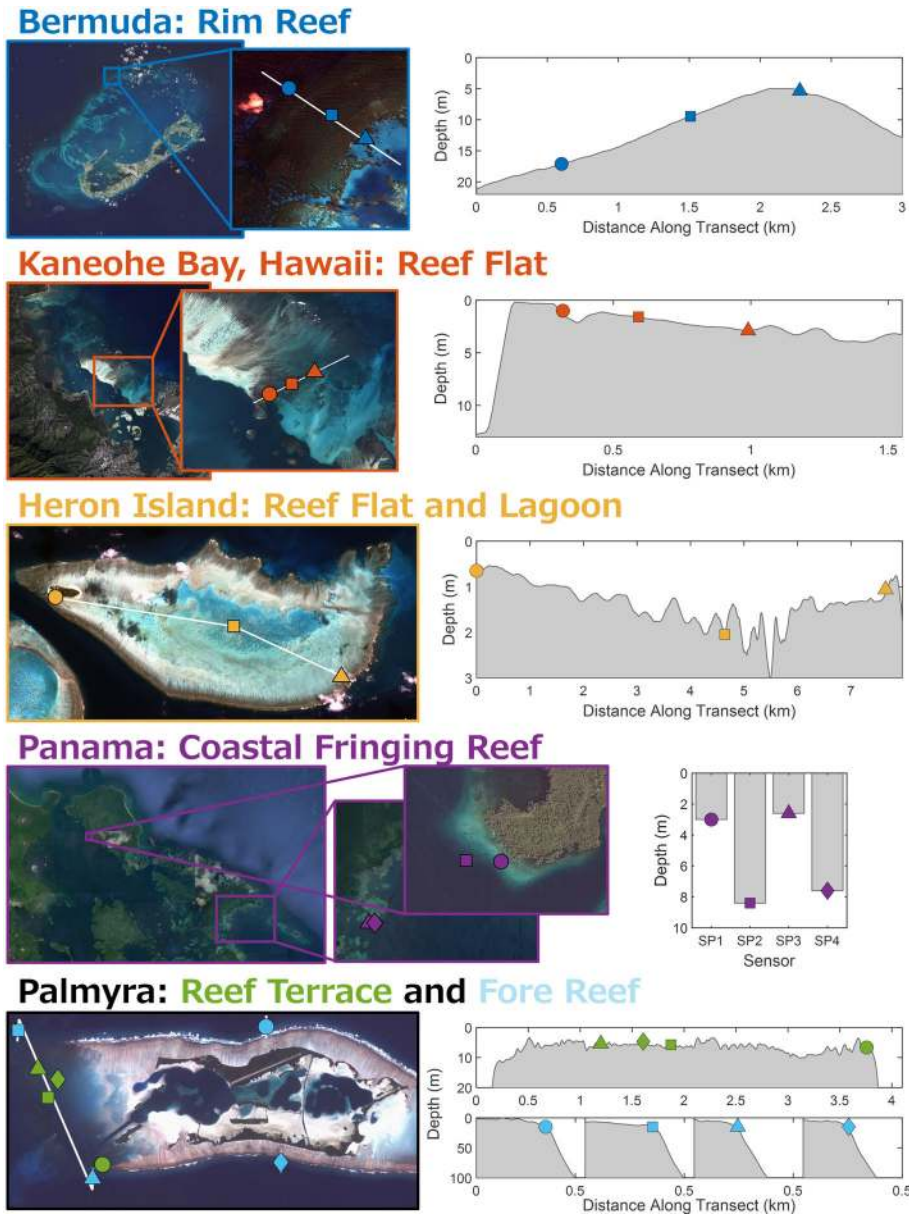 Bermuda: Rim Reef
0
5
10
15
20
Depth (m)
0 0.5 1 1.5 2 2.5 3
Distance Along Transect (km)
Kaneohe Bay, Hawaii: Reef Flat
0
5
10
Depth (m)
0 0.5 1 1.5
Distance Along Transect (km)
Heron Island: Reef Flat and Lagoon
0
1
2
3
Depth (m)
0 1 2 3 4 5 6 7
Distance Along Transect (km)
Panama: Coastal Fringing Reef
0
2
4
6
8
10
Depth (m)
SP1 SP2 SP3 SP4
Sensor
Palmyra: Reef Terrace and Fore Reef
0
10
20
0 0.5 1 1.5 2 2.5 3 3.5 4
Depth (m)
0
50
100
0.5 0.5 0.5 0.5
Distance Along Transect (km)